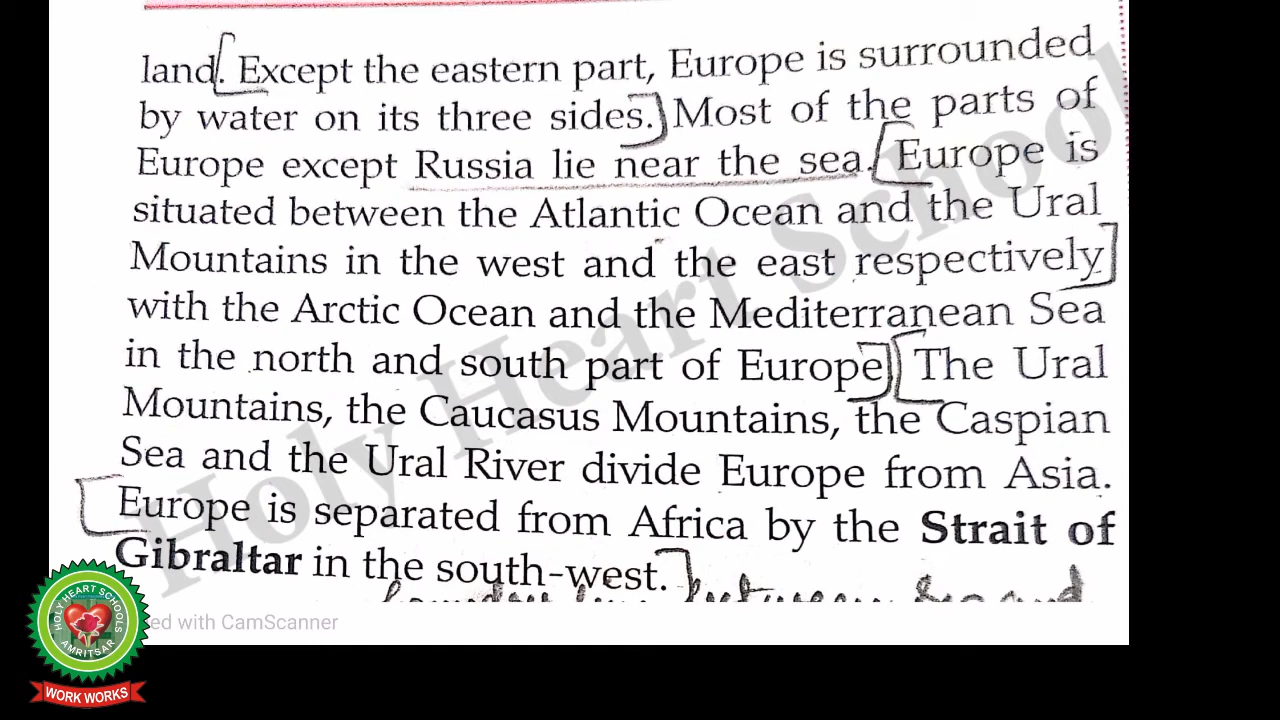 land. Except the eastern part, Europe is surrounded
by water on its three sides. Most of the parts of
Europe except Russia lie near the sea. Europe is
situated between the Atlantic Ocean and the Ural
Mountains in the west and the east respectively
with the Arctic Ocean and the Mediterranean Sea
in the north and south part of Europe. The Ural
Mountains, the Caucasus Mountains, the Caspian
Sea and the Ural River divide Europe from Asia.
Europe is separated from Africa by the Strait of
Gibraltar in the south-west.
between
ed with CamScanner
Holy Heart School
HOLY HEART SCHOOLS
AMRITSAR
WORK WORKS